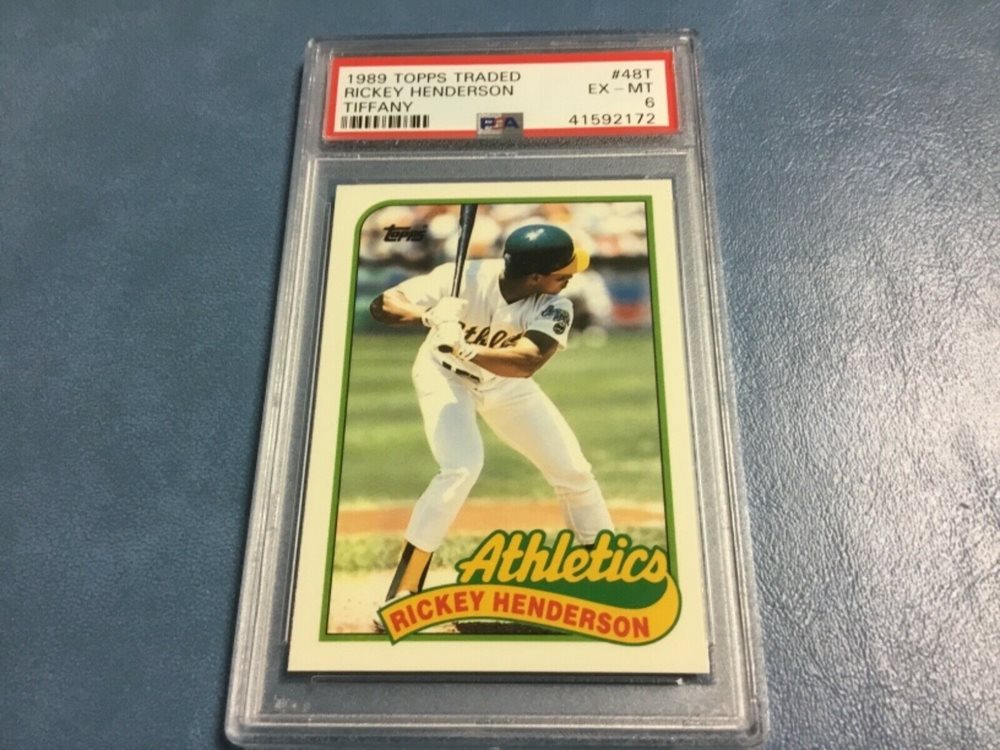 1989 TOPPS TRADED #48T
RICKEY HENDERSON EX - MT
TIFFANY 6
PSA 41592172
TOPPS
Athletics
RICKEY HENDERSON